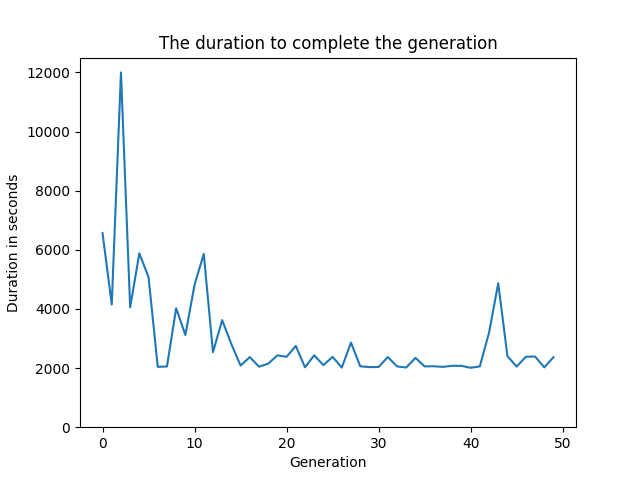 The duration to complete the generation
12000
10000
8000
6000
4000
2000
0
Duration in seconds
0 10 20 30 40 50
Generation